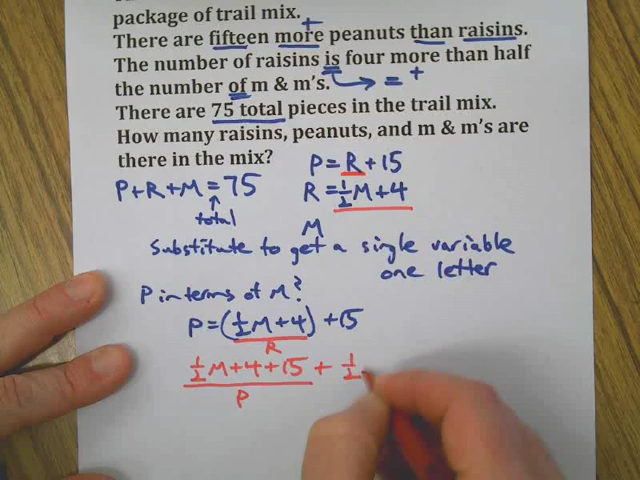 package of trail mix. +
There are fifteen more peanuts than raisins.
The number of raisins is four more than half
the number of m & m's. → = +
There are 75 total pieces in the trail mix.
How many raisins, peanuts, and m & m's are
there in the mix?
P = R + 15
P + R + M = 75
R = 1/2 M + 4
↑
total
M
Substitute to get a single variable
one letter
P in terms of M?
P = (1/2 M + 4) + 15
R
1/2 M + 4 + 15 + 1/2
P